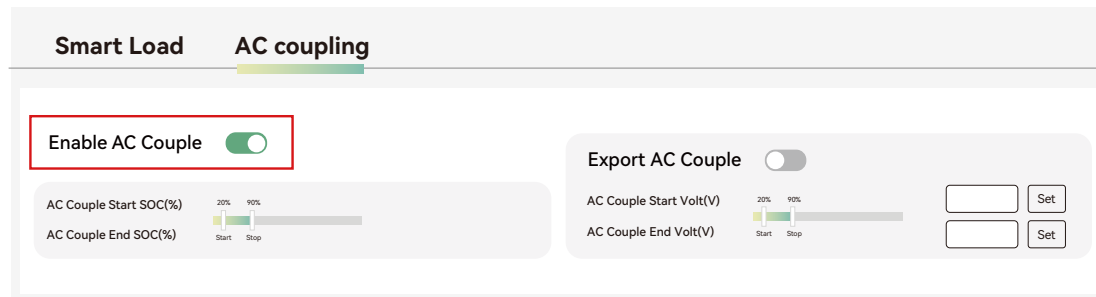 Smart Load AC coupling
Enable AC Couple
AC Couple Start SOC(%) 20% 90%
AC Couple End SOC(%) Start Stop
Export AC Couple
AC Couple Start Volt(V) 20% 90% Set
AC Couple End Volt(V) Start Stop Set